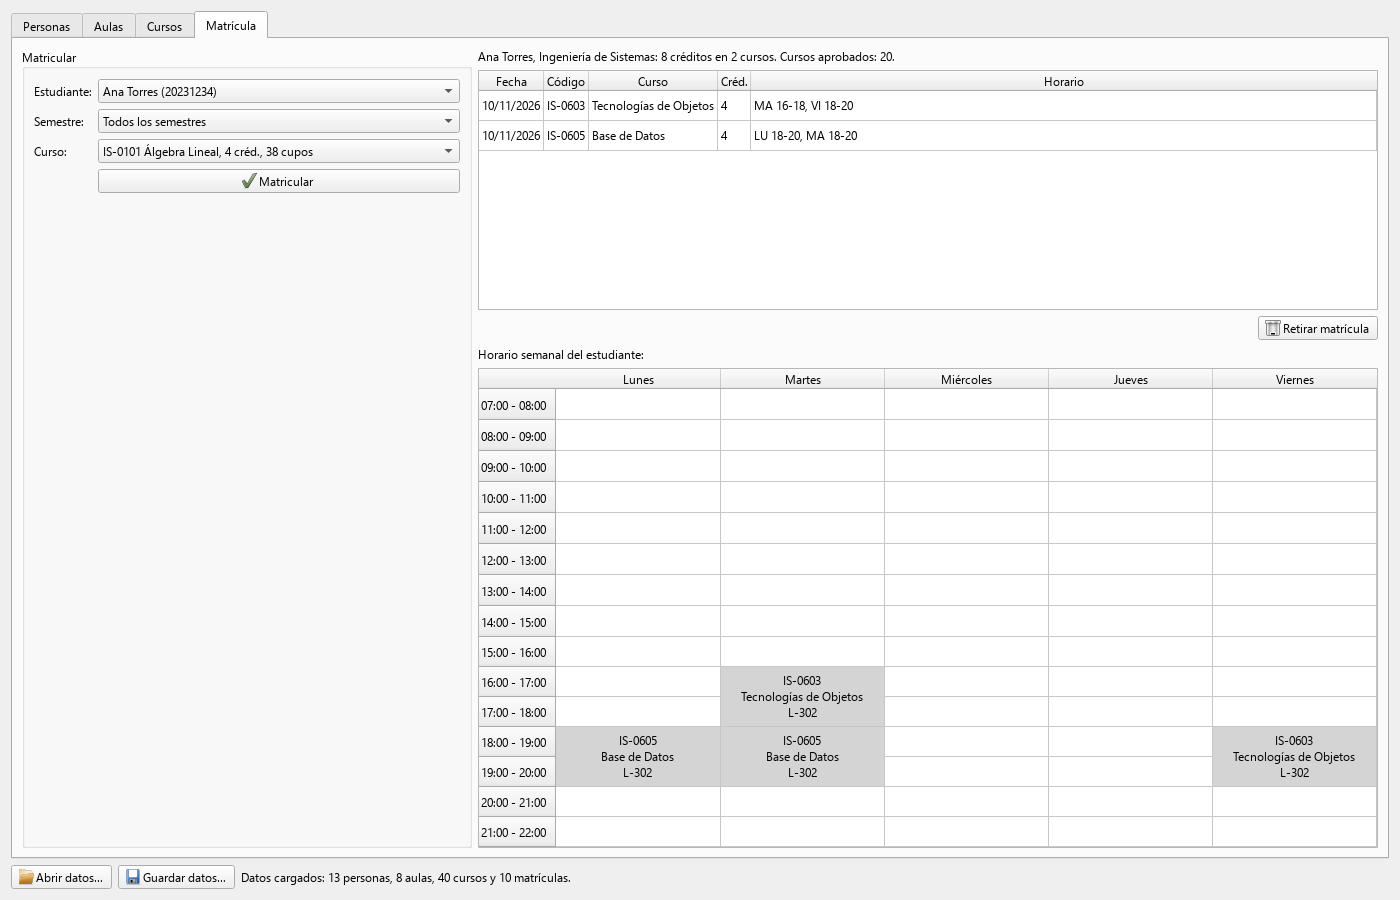 Personas Aulas Cursos Matrícula
Matricular
Estudiante: Ana Torres (20231234)
Semestre: Todos los semestres
Curso: IS-0101 Álgebra Lineal, 4 créd., 38 cupos
Matricular
Ana Torres, Ingeniería de Sistemas: 8 créditos en 2 cursos. Cursos aprobados: 20.
Fecha Código Curso Créd. Horario
10/11/2026 IS-0603 Tecnologías de Objetos 4 MA 16-18, VI 18-20
10/11/2026 IS-0605 Base de Datos 4 LU 18-20, MA 18-20
Retirar matrícula
Horario semanal del estudiante:
Lunes Martes Miércoles Jueves Viernes
07:00 - 08:00
08:00 - 09:00
09:00 - 10:00
10:00 - 11:00
11:00 - 12:00
12:00 - 13:00
13:00 - 14:00
14:00 - 15:00
15:00 - 16:00
16:00 - 17:00
17:00 - 18:00
IS-0603
Tecnologías de Objetos
L-302
18:00 - 19:00
19:00 - 20:00
IS-0605
Base de Datos
L-302
IS-0605
Base de Datos
L-302
IS-0603
Tecnologías de Objetos
L-302
20:00 - 21:00
21:00 - 22:00
Abrir datos... Guardar datos... Datos cargados: 13 personas, 8 aulas, 40 cursos y 10 matrículas.